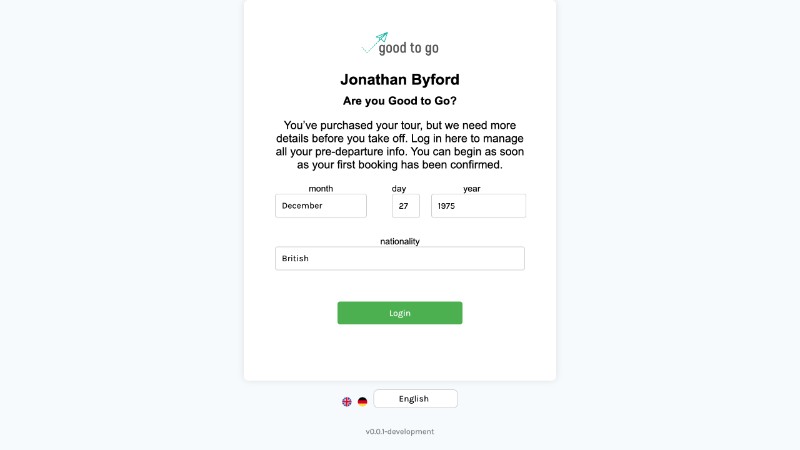 good to go
Jonathan Byford
Are you Good to Go?
You've purchased your tour, but we need more
details before you take off. Log in here to manage
all your pre-departure info. You can begin as soon
as your first booking has been confirmed.
month day year
December 27 1975
nationality
British
Login
English
v0.0.1-development